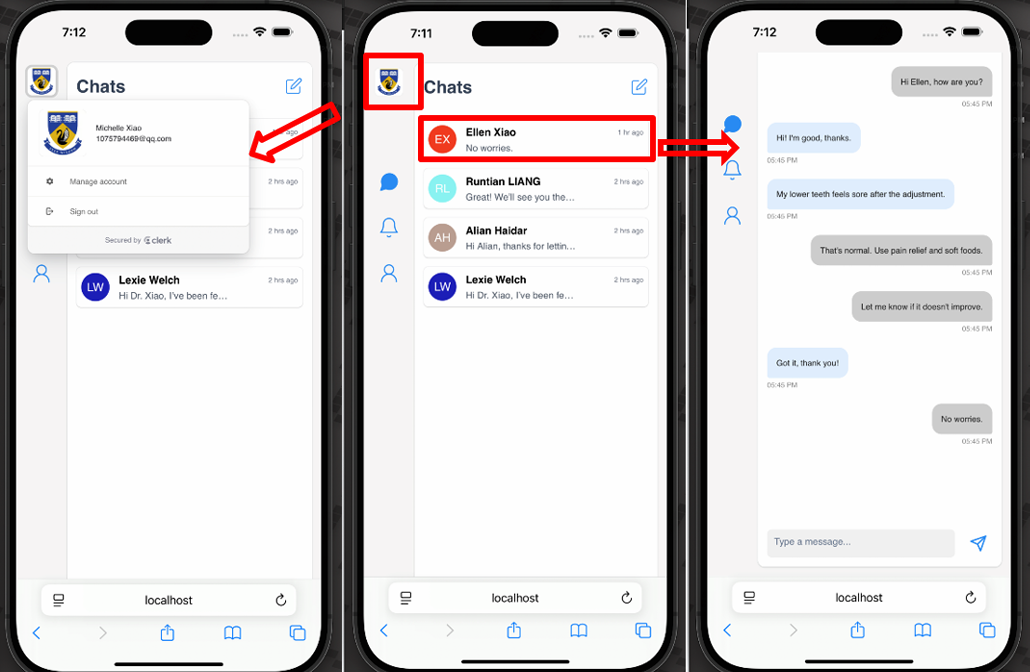 7:12
Chats
Michelle Xiao
1075794469@qq.com
Manage account
Sign out
Secured by clerk
hr ago
2 hrs ago
2 hrs ago
LW
Lexie Welch
2 hrs ago
Hi Dr. Xiao, I've been fe...
localhost
7:11
Chats
EX
Ellen Xiao
1 hr ago
No worries.
RL
Runtian LIANG
2 hrs ago
Great! We'll see you the...
AH
Alian Haidar
2 hrs ago
Hi Alian, thanks for lettin...
LW
Lexie Welch
2 hrs ago
Hi Dr. Xiao, I've been fe...
localhost
7:12
Hi Ellen, how are you?
05:45 PM
Hi! I'm good, thanks.
05:45 PM
My lower teeth feels sore after the adjustment.
05:45 PM
That's normal. Use pain relief and soft foods.
05:45 PM
Let me know if it doesn't improve.
05:45 PM
Got it, thank you!
05:45 PM
No worries.
05:45 PM
Type a message...
localhost